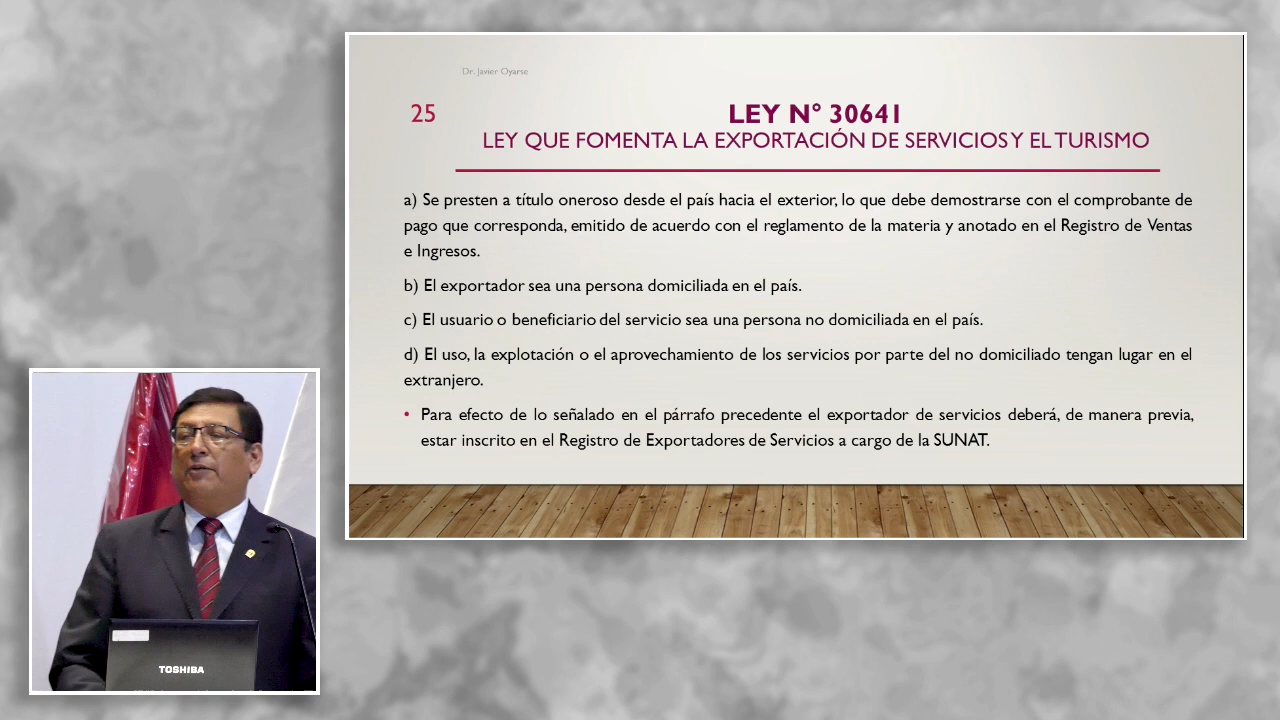 Dr. Javier Oyarse
25
LEY N° 30641
LEY QUE FOMENTA LA EXPORTACIÓN DE SERVICIOS Y EL TURISMO
a) Se presten a título oneroso desde el país hacia el exterior, lo que debe demostrarse con el comprobante de
pago que corresponda, emitido de acuerdo con el reglamento de la materia y anotado en el Registro de Ventas
e Ingresos.
b) El exportador sea una persona domiciliada en el país.
c) El usuario o beneficiario del servicio sea una persona no domiciliada en el país.
d) El uso, la explotación o el aprovechamiento de los servicios por parte del no domiciliado tengan lugar en el
extranjero.
• Para efecto de lo señalado en el párrafo precedente el exportador de servicios deberá, de manera previa,
estar inscrito en el Registro de Exportadores de Servicios a cargo de la SUNAT.
TOSHIBA